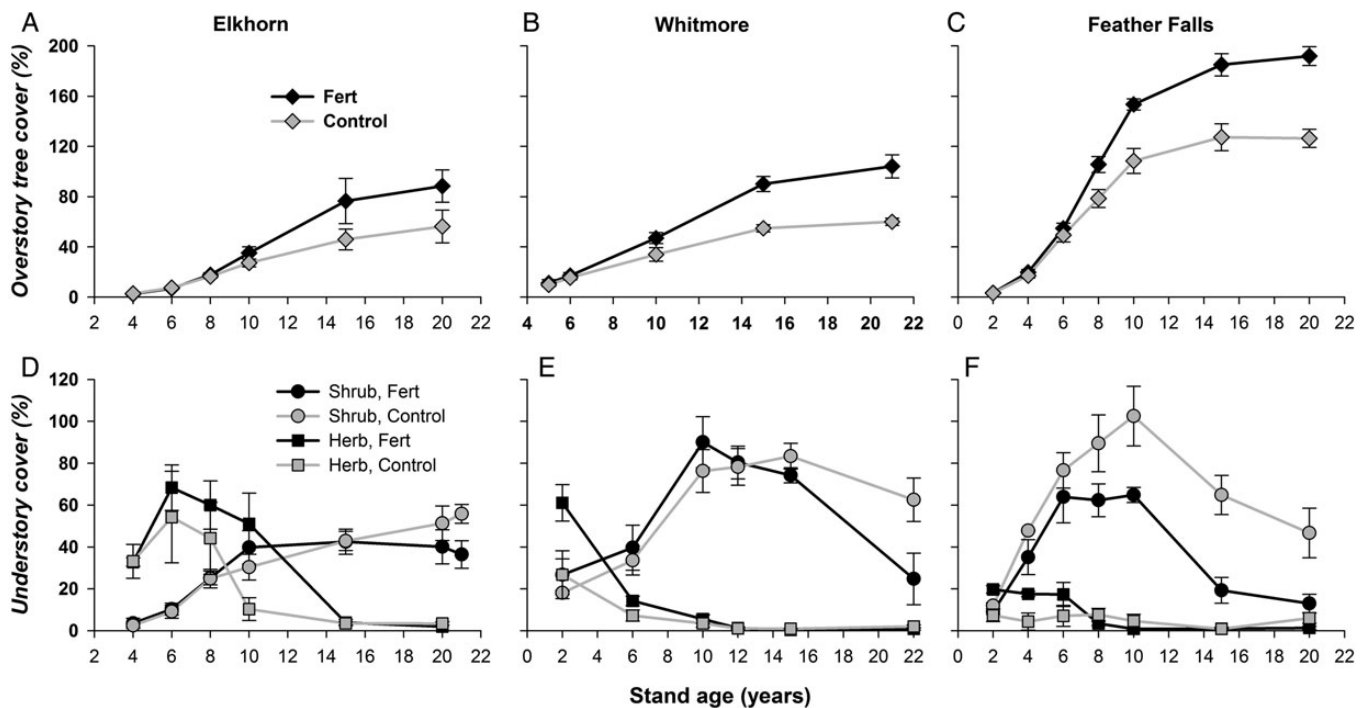 A
Elkhorn
B
Whitmore
C
Feather Falls
Overstory tree cover (%)
200
160
120
80
40
0
Fert
Control
2 4 6 8 10 12 14 16 18 20 22
4 6 8 10 12 14 16 18 20 22
0 2 4 6 8 10 12 14 16 18 20 22
D
E
F
Understory cover (%)
120
100
80
60
40
20
0
Shrub, Fert
Shrub, Control
Herb, Fert
Herb, Control
2 4 6 8 10 12 14 16 18 20 22
0 2 4 6 8 10 12 14 16 18 20 22
0 2 4 6 8 10 12 14 16 18 20 22
Stand age (years)